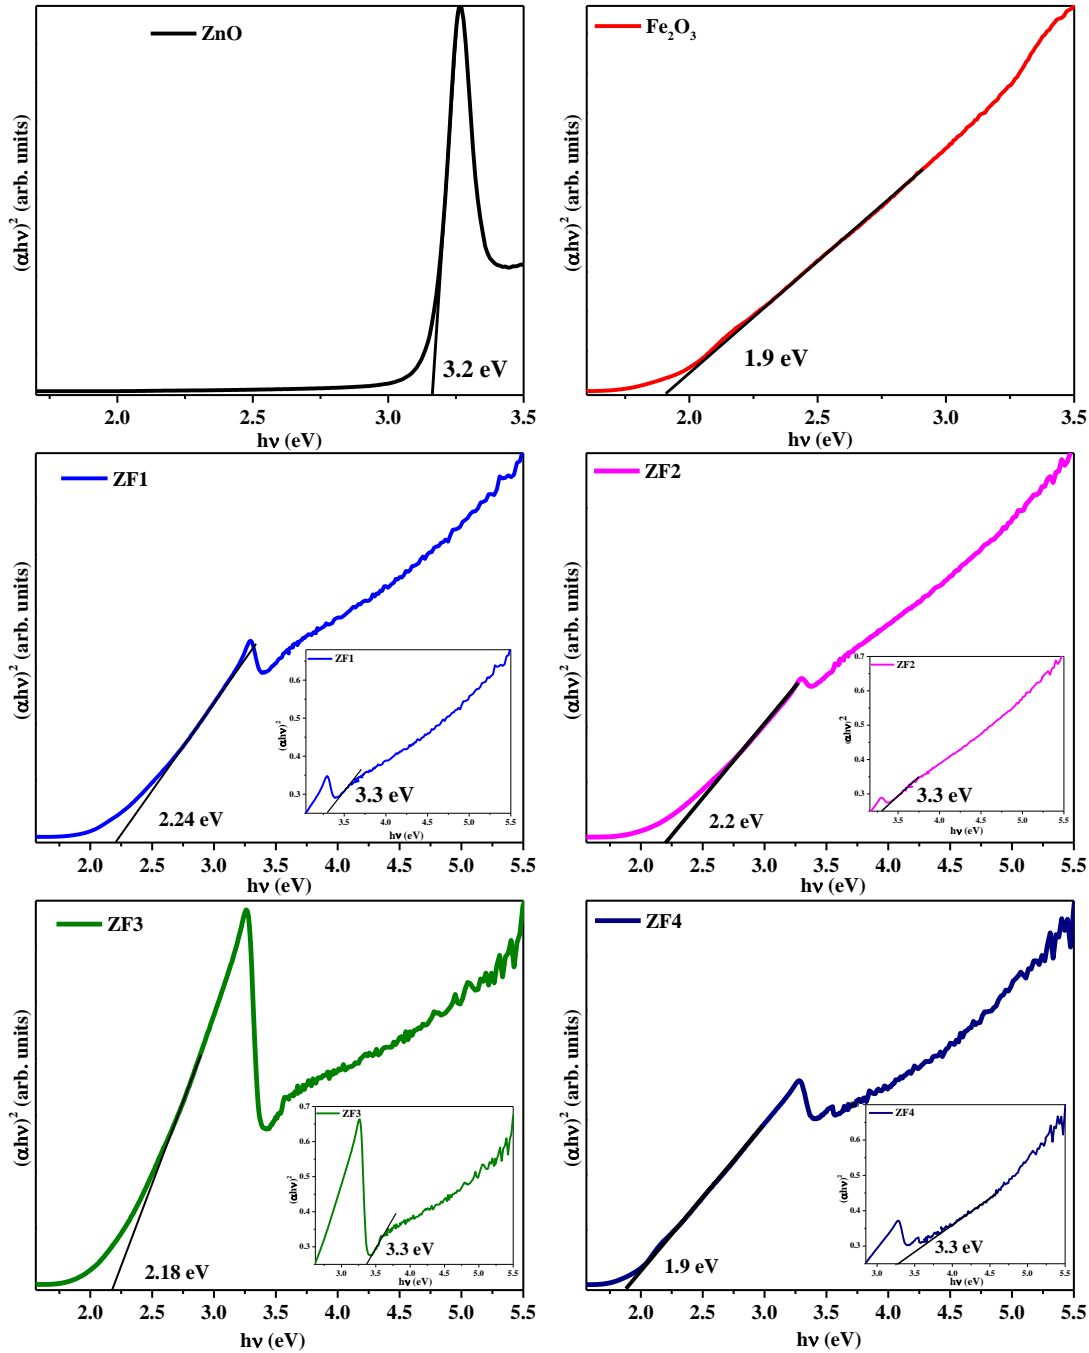 ZnO
(αhν)² (arb. units)
3.2 eV
2.0 2.5 3.0 3.5
hν (eV)
Fe₂O₃
(αhν)² (arb. units)
1.9 eV
2.0 2.5 3.0 3.5
hν (eV)
ZF1
(αhν)² (arb. units)
2.24 eV
2.0 2.5 3.0 3.5 4.0 4.5 5.0 5.5
hν (eV)
ZF1
(αhν)²
0.6
0.5
0.4
0.3
3.3 eV
3.5 4.0 4.5 5.0 5.5
hν (eV)
ZF2
(αhν)² (arb. units)
2.2 eV
2.0 2.5 3.0 3.5 4.0 4.5 5.0 5.5
hν (eV)
ZF2
(αhν)²
0.7
0.6
0.5
0.4
0.3
3.3 eV
3.5 4.0 4.5 5.0 5.5
hν (eV)
ZF3
(αhν)² (arb. units)
2.18 eV
2.0 2.5 3.0 3.5 4.0 4.5 5.0 5.5
hν (eV)
ZF3
(αhν)²
0.7
0.6
0.5
0.4
0.3
3.3 eV
3.0 3.5 4.0 4.5 5.0 5.5
hν (eV)
ZF4
(αhν)² (arb. units)
1.9 eV
2.0 2.5 3.0 3.5 4.0 4.5 5.0 5.5
hν (eV)
ZF4
(αhν)²
0.7
0.6
0.5
0.4
0.3
3.3 eV
3.0 3.5 4.0 4.5 5.0 5.5
hν (eV)